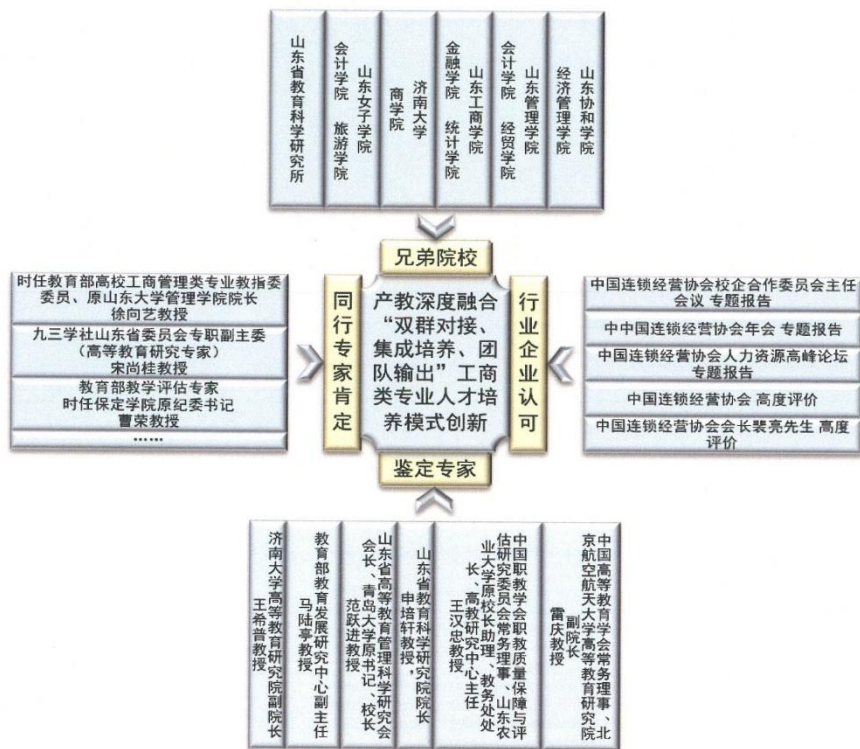 山东省教育科学研究所
山东女子学院
会计学院 旅游学院
济南大学
商学院
山东工商学院
金融学院 统计学院
山东管理学院
会计学院 经贸学院
山东协和学院
经济管理学院
兄弟院校
时任教育部高校工商管理类专业教指委
委员、原山东大学管理学院院长
徐向艺教授
九三学社山东省委员会专职副主委
（高等教育研究专家）
宋尚桂教授
教育部教学评估专家
时任保定学院原纪委书记
曹荣教授
……
同行专家肯定
产教深度融合
“双群对接、
集成培养、团
队输出”工商
类专业人才培
养模式创新
行业企业认可
中国连锁经营协会校企合作委员会主任
会议 专题报告
中中国连锁经营协会年会 专题报告
中国连锁经营协会人力资源高峰论坛
专题报告
中国连锁经营协会 高度评价
中国连锁经营协会会长裴亮先生 高度
评价
鉴定专家
济南大学高等教育研究院副院长
王希普教授
教育部教育发展研究中心副主任
马陆亭教授
山东省高等教育管理科学研究会
会长、青岛大学原书记、校长
范跃进教授
山东省教育科学研究院院长
申培轩教授，
中国职教学会职教质量保障与评
估研究委员会常务理事、山东农
业大学原校长助理、教务处处
长、高教研究中心主任
王汉忠教授
中国高等教育学会常务理事、北
京航空航天大学高等教育研究院
副院长
雷庆教授